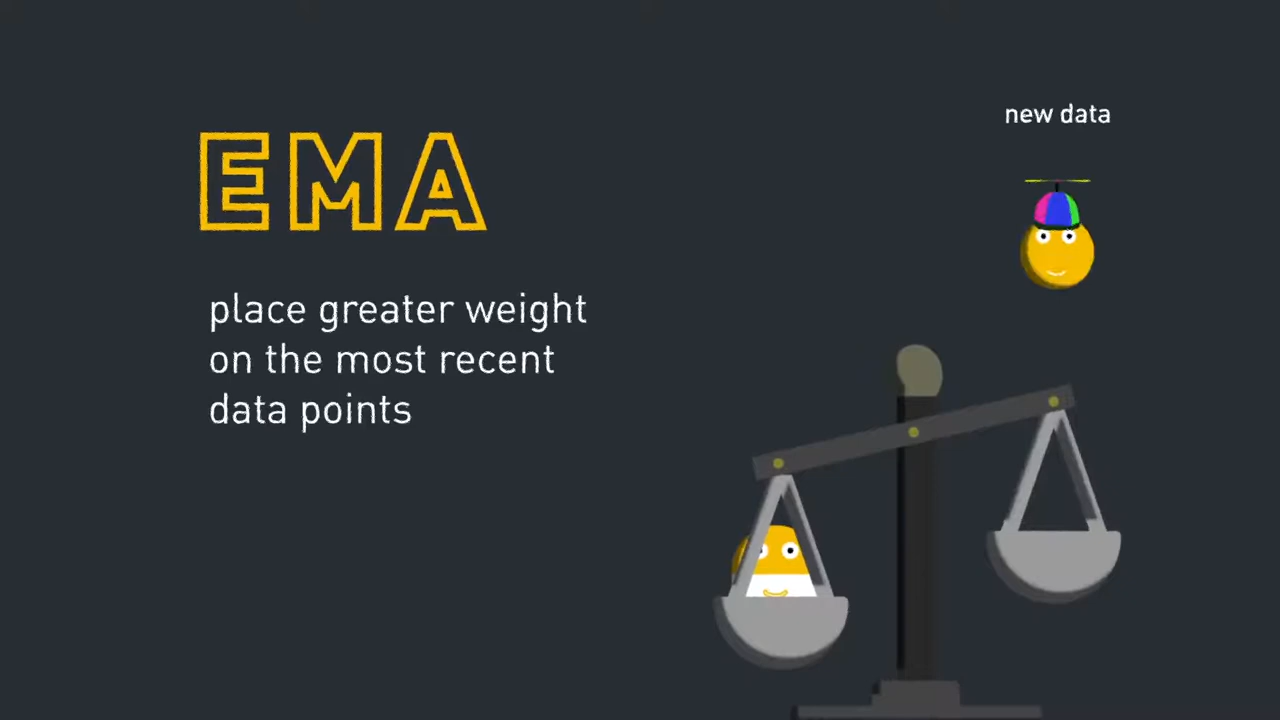 EMA
place greater weight
on the most recent
data points
new data